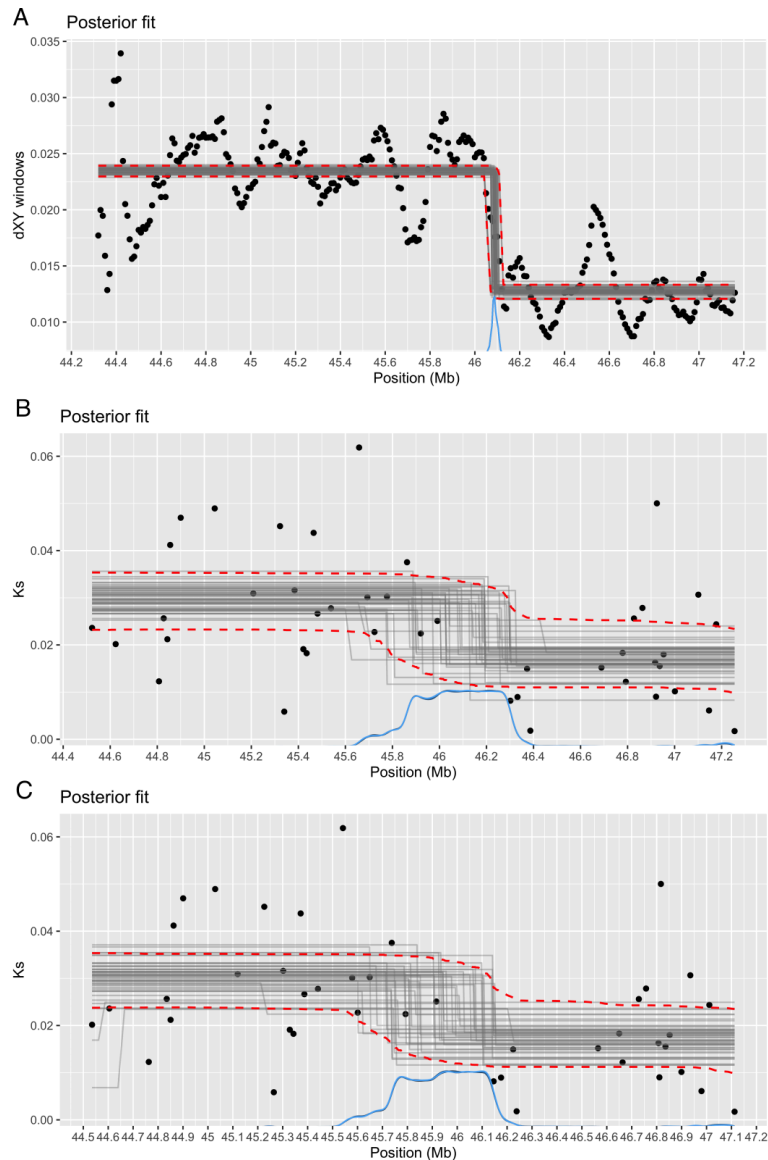 A
Posterior fit
dXY windows
0.035
0.030
0.025
0.020
0.015
0.010
44.2 44.4 44.6 44.8 45 45.2 45.4 45.6 45.8 46 46.2 46.4 46.6 46.8 47 47.2
Position (Mb)
B
Posterior fit
Ks
0.06
0.04
0.02
0.00
44.4 44.6 44.8 45 45.2 45.4 45.6 45.8 46 46.2 46.4 46.6 46.8 47 47.2
Position (Mb)
C
Posterior fit
Ks
0.06
0.04
0.02
0.00
44.5 44.6 44.7 44.8 44.9 45 45.1 45.2 45.3 45.4 45.5 45.6 45.7 45.8 45.9 46 46.1 46.2 46.3 46.4 46.5 46.6 46.7 46.8 46.9 47 47.1 47.2
Position (Mb)